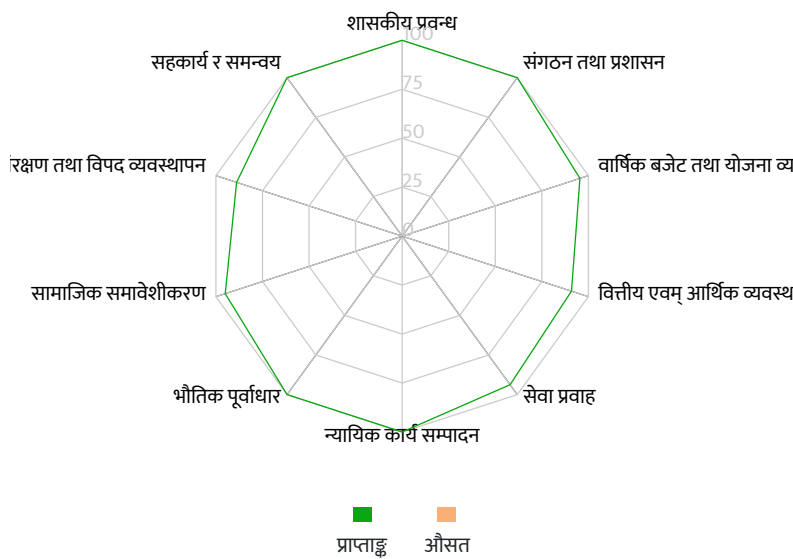 शासकीय प्रवन्ध
100
सहकार्य र समन्वय
संगठन तथा प्रशासन
75
50
रक्षण तथा विपद व्यवस्थापन
वार्षिक बजेट तथा योजना व्य
25
0
सामाजिक समावेशीकरण
वित्तीय एवम् आर्थिक व्यवस्थ
भौतिक पूर्वाधार
सेवा प्रवाह
न्यायिक कार्य सम्पादन
प्राप्ताङ्क
औसत